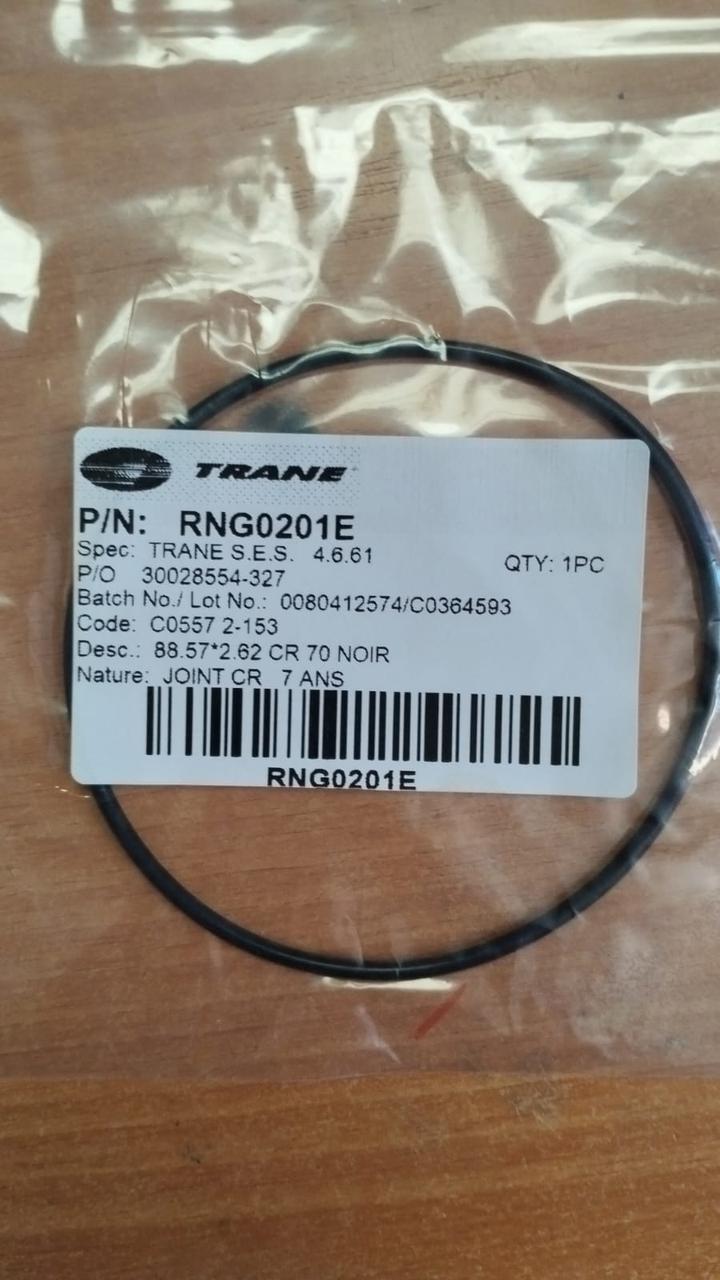 TRANE
P/N: RNG0201E
Spec: TRANE S.E.S. 4.6.61
QTY: 1PC
P/O 30028554-327
Batch No./ Lot No.: 0080412574/C0364593
Code: C0557 2-153
Desc.: 88.57*2.62 CR 70 NOIR
Nature: JOINT CR 7 ANS
RNG0201E